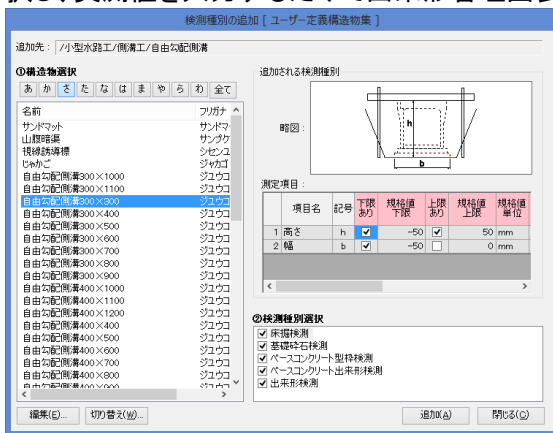 検測種別の追加 [ ユーザー定義構造物集 ]
追加先： /小型水路工/側溝工/自由勾配側溝
①構造物選択
あ か さ た な は ま や ら わ 全て
名前 フリガナ
サンドマット サンドマ
山腹暗渠 サンプケ
視線誘導標 シセンユ
じゃかご ジャカゴ
自由勾配側溝300×1000 ジユウコ
自由勾配側溝300×1100 ジユウコ
自由勾配側溝300×300 ジユウコ
自由勾配側溝300×400 ジユウコ
自由勾配側溝300×500 ジユウコ
自由勾配側溝300×600 ジユウコ
自由勾配側溝300×700 ジユウコ
自由勾配側溝300×800 ジユウコ
自由勾配側溝300×900 ジユウコ
自由勾配側溝400×1000 ジユウコ
自由勾配側溝400×1100 ジユウコ
自由勾配側溝400×1200 ジユウコ
自由勾配側溝400×400 ジユウコ
自由勾配側溝400×500 ジユウコ
自由勾配側溝400×600 ジユウコ
自由勾配側溝400×700 ジユウコ
自由勾配側溝400×800 ジユウコ
編集(E)... 切り替え(W)...
追加される検測種別
略図：
h
b
測定項目：
項目名 記号 下限あり 規格値下限 上限あり 規格値上限 規格値単位
1 高さ h -50 50 mm
2 幅 b -50 0 mm
②検測種別選択
床掘検測
基礎砕石検測
ベースコンクリート型枠検測
ベースコンクリート出来形検測
出来形検測
追加(A) 閉じる(C)